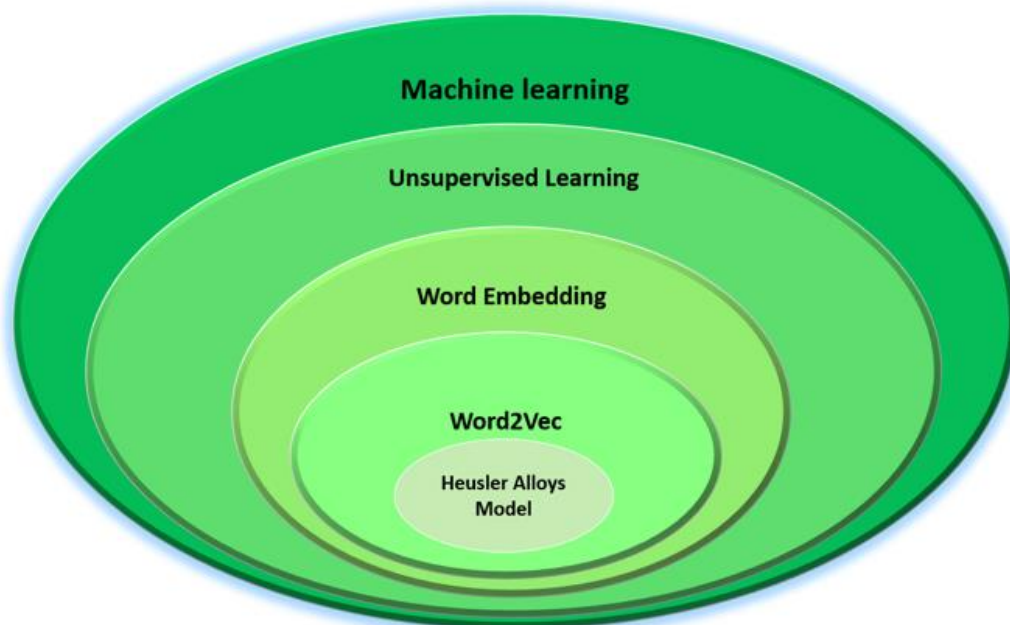 Machine learning
Unsupervised Learning
Word Embedding
Word2Vec
Heusler Alloys
Model